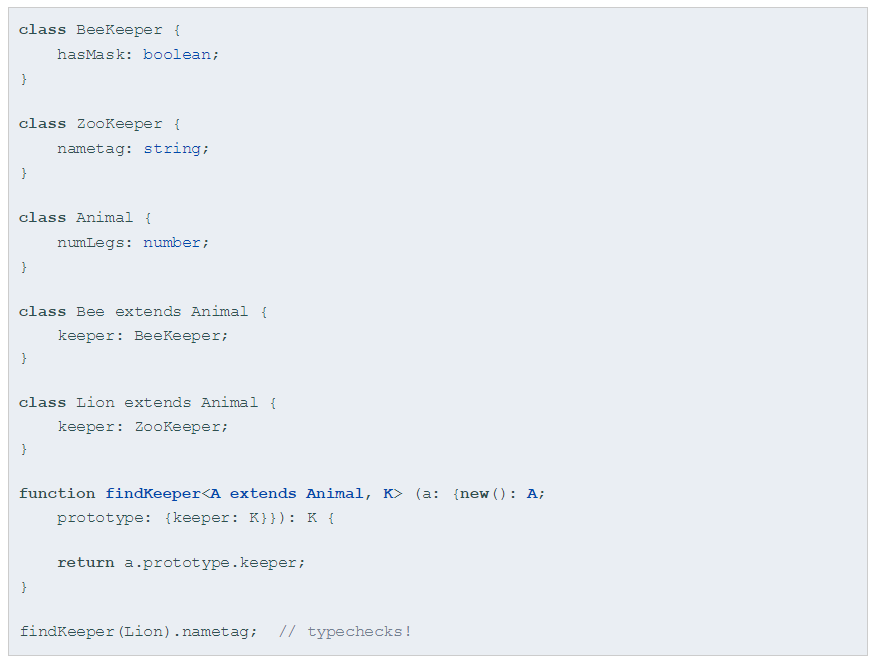 class BeeKeeper {
    hasMask: boolean;
}

class ZooKeeper {
    nametag: string;
}

class Animal {
    numLegs: number;
}

class Bee extends Animal {
    keeper: BeeKeeper;
}

class Lion extends Animal {
    keeper: ZooKeeper;
}

function findKeeper<A extends Animal, K> (a: {new(): A;
    prototype: {keeper: K}}): K {

    return a.prototype.keeper;
}

findKeeper(Lion).nametag;  // typechecks!